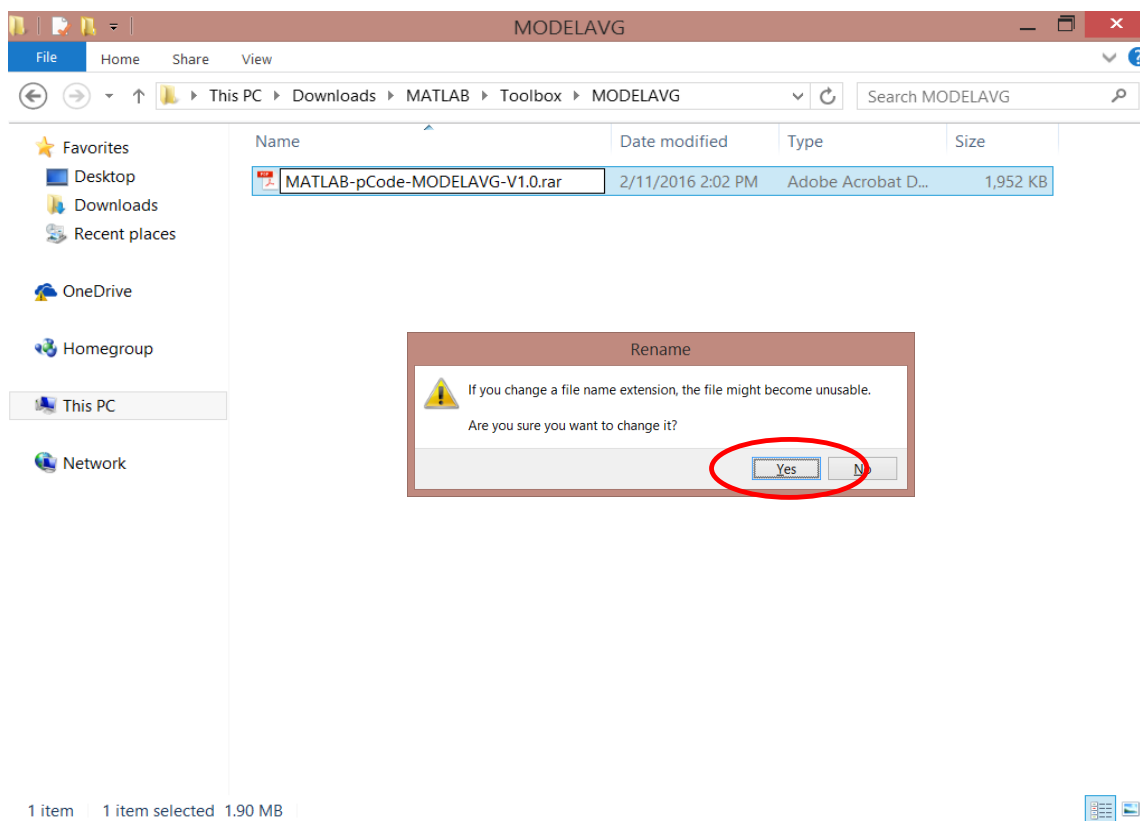 MODELAVG
File Home Share View
This PC Downloads MATLAB Toolbox MODELAVG
Search MODELAVG
Favorites
Desktop
Downloads
Recent places
OneDrive
Homegroup
This PC
Network
Name Date modified Type Size
MATLAB-pCode-MODELAVG-V1.0.rar 2/11/2016 2:02 PM Adobe Acrobat D... 1,952 KB
Rename
If you change a file name extension, the file might become unusable.
Are you sure you want to change it?
Yes No
1 item 1 item selected 1.90 MB